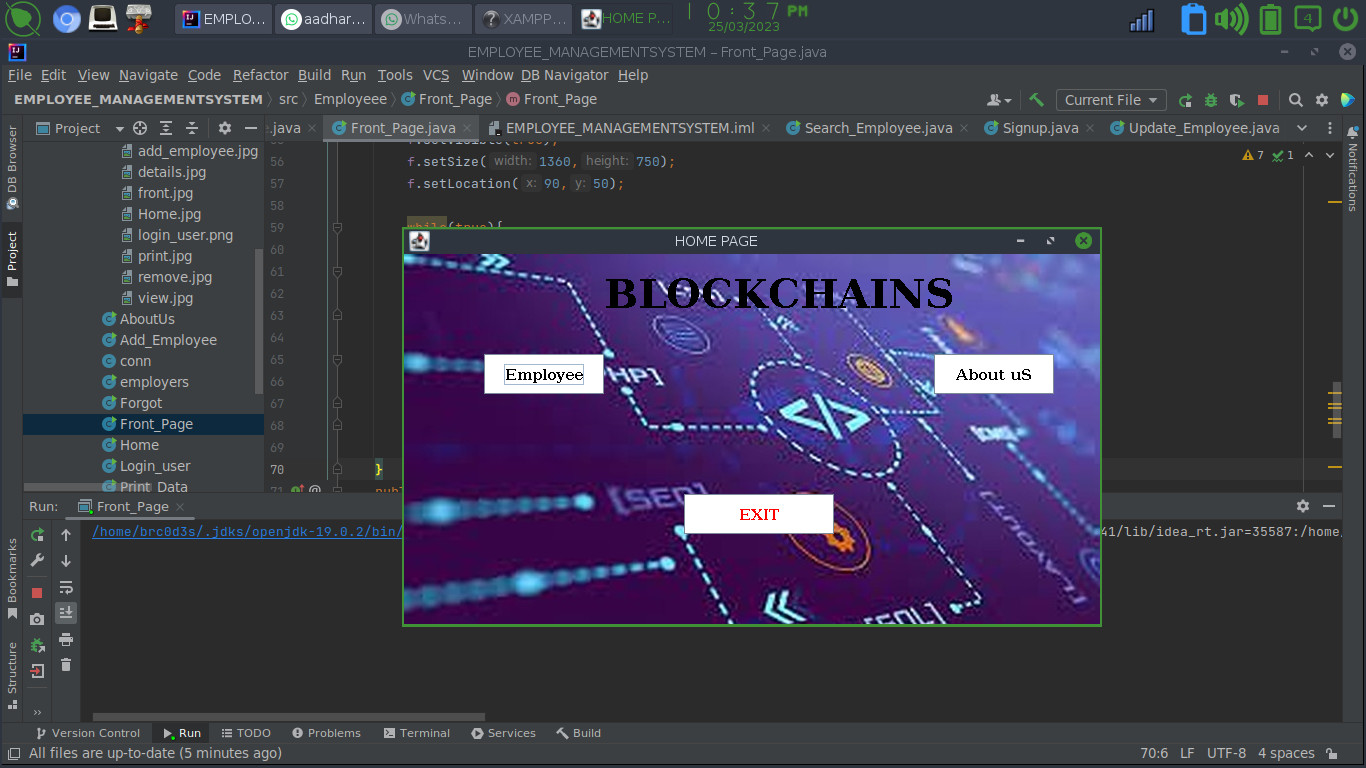 EMPLO...
aadhar...
Whats...
XAMPP...
HOME P...
0:37 PM
25/03/2023
4
EMPLOYEE_MANAGEMENTSYSTEM – Front_Page.java
File Edit View Navigate Code Refactor Build Run Tools VCS Window DB Navigator Help
EMPLOYEE_MANAGEMENTSYSTEM src Employeee Front_Page Front_Page
Current File
Project
.java Front_Page.java EMPLOYEE_MANAGEMENTSYSTEM.iml Search_Employee.java Signup.java Update_Employee.java
DB Browser
Project
Bookmarks
Structure
Notifications
add_employee.jpg
details.jpg
front.jpg
Home.jpg
login_user.png
print.jpg
remove.jpg
view.jpg
AboutUs
Add_Employee
conn
employers
Forgot
Front_Page
Home
Login_user
Print_Data
56 f.setSize( width: 1360, height: 750);
57 f.setLocation( x: 90, y: 50);
58
59 while(true){
60
61
62
63
64
65
66
67
68
69
70 }
71 publ
7 1
HOME PAGE
BLOCKCHAINS
Employee
HP]
About uS
[SEO]
EXIT
Run: Front_Page
/home/brc0d3s/.jdks/openjdk-19.0.2/bin/
41/lib/idea_rt.jar=35587:/home/
Version Control Run TODO Problems Terminal Services Build
All files are up-to-date (5 minutes ago)
70:6 LF UTF-8 4 spaces